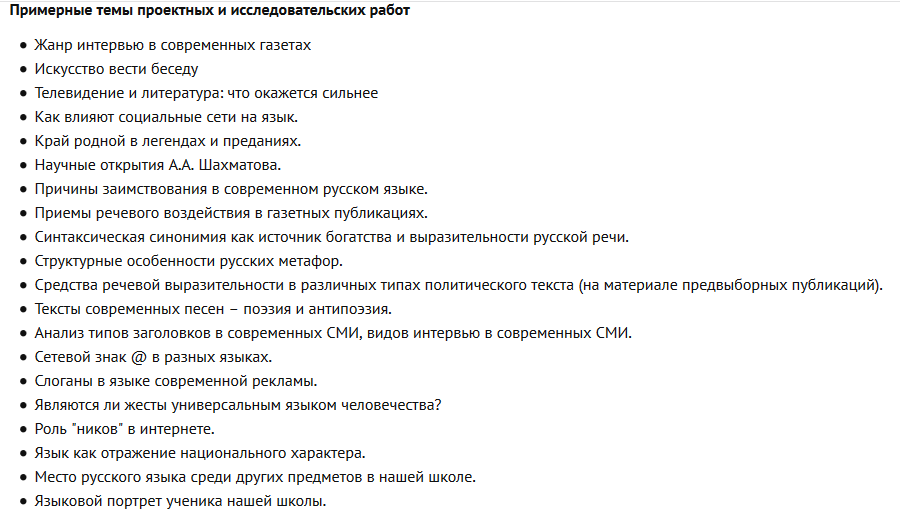 Примерные темы проектных и исследовательских работ
• Жанр интервью в современных газетах
• Искусство вести беседу
• Телевидение и литература: что окажется сильнее
• Как влияют социальные сети на язык.
• Край родной в легендах и преданиях.
• Научные открытия А.А. Шахматова.
• Причины заимствования в современном русском языке.
• Приемы речевого воздействия в газетных публикациях.
• Синтаксическая синонимия как источник богатства и выразительности русской речи.
• Структурные особенности русских метафор.
• Средства речевой выразительности в различных типах политического текста (на материале предвыборных публикаций).
• Тексты современных песен – поэзия и антипоэзия.
• Анализ типов заголовков в современных СМИ, видов интервью в современных СМИ.
• Сетевой знак @ в разных языках.
• Слоганы в языке современной рекламы.
• Являются ли жесты универсальным языком человечества?
• Роль "ников" в интернете.
• Язык как отражение национального характера.
• Место русского языка среди других предметов в нашей школе.
• Языковой портрет ученика нашей школы.